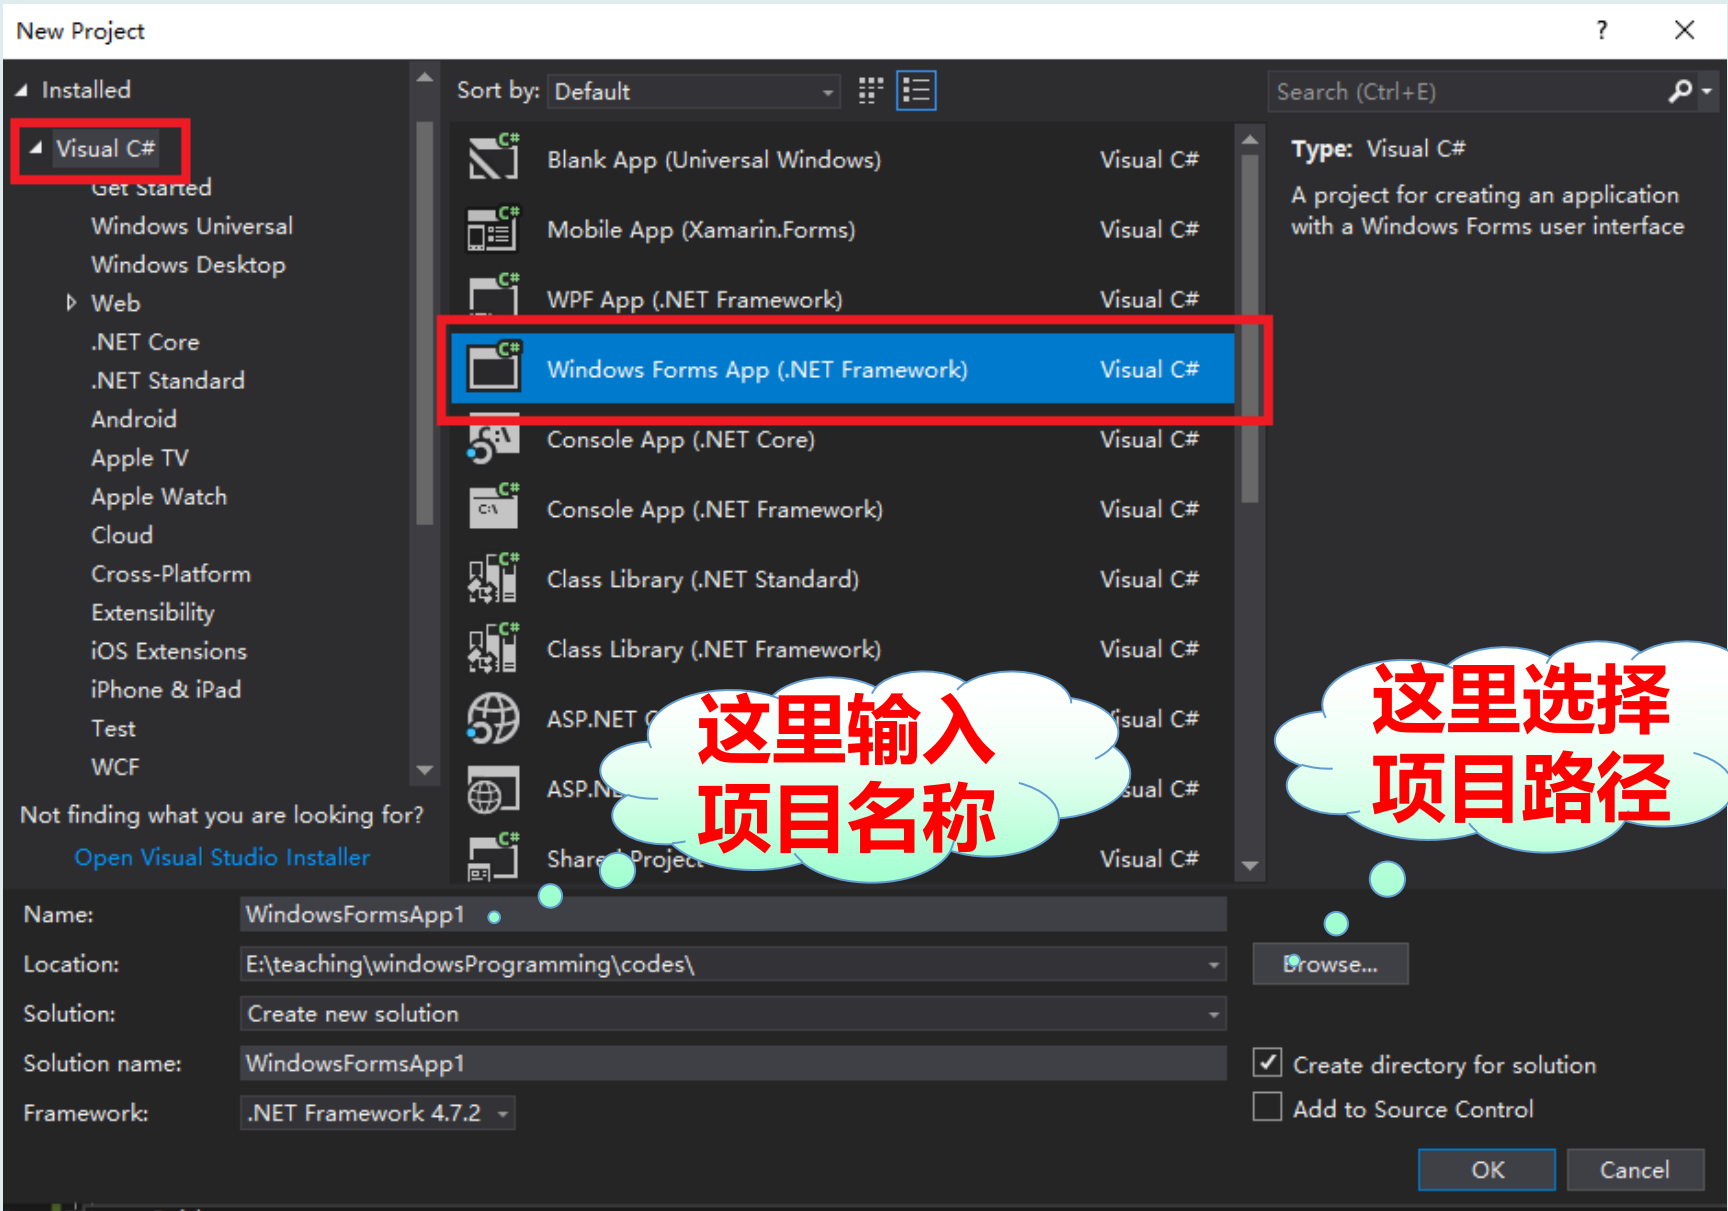 New Project
Installed
Visual C#
Get Started
Windows Universal
Windows Desktop
Web
.NET Core
.NET Standard
Android
Apple TV
Apple Watch
Cloud
Cross-Platform
Extensibility
iOS Extensions
iPhone & iPad
Test
WCF
Not finding what you are looking for?
Open Visual Studio Installer
Sort by: Default
Blank App (Universal Windows) Visual C#
Mobile App (Xamarin.Forms) Visual C#
WPF App (.NET Framework) Visual C#
Windows Forms App (.NET Framework) Visual C#
Console App (.NET Core) Visual C#
Console App (.NET Framework) Visual C#
Class Library (.NET Standard) Visual C#
Class Library (.NET Framework) Visual C#
ASP.NET
Shared Project Visual C#
Search (Ctrl+E)
Type: Visual C#
A project for creating an application
with a Windows Forms user interface
这里输入
项目名称
这里选择
项目路径
Name: WindowsFormsApp1
Location: E:\teaching\windowsProgramming\codes\
Browse...
Solution: Create new solution
Solution name: WindowsFormsApp1
Create directory for solution
Framework: .NET Framework 4.7.2
Add to Source Control
OK
Cancel